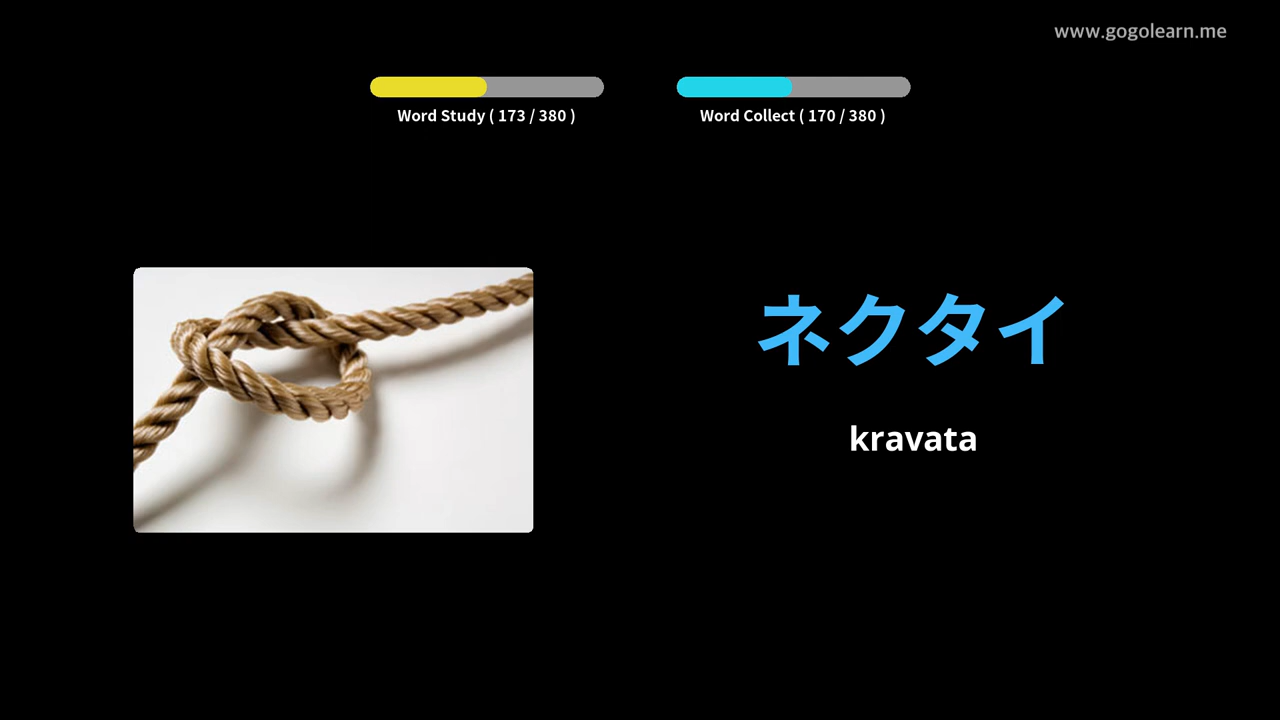 www.gogolearn.me
Word Study ( 173 / 380 )
Word Collect ( 170 / 380 )
ネクタイ
kravata